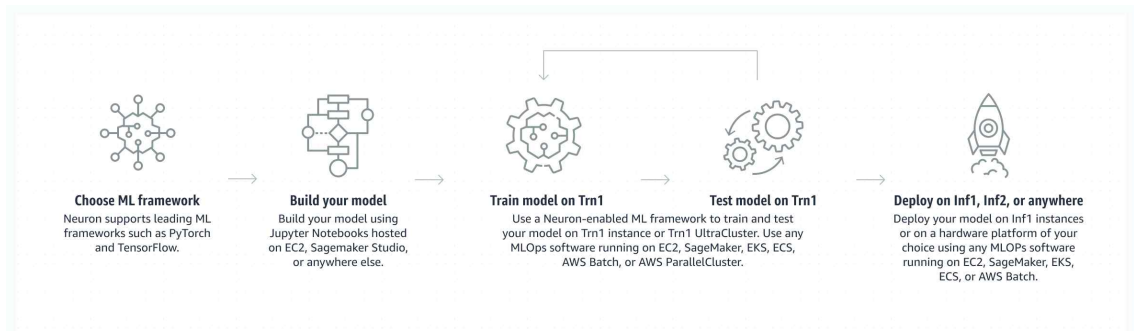 Choose ML framework
Neuron supports leading ML
frameworks such as PyTorch
and TensorFlow.
Build your model
Build your model using
Jupyter Notebooks hosted
on EC2, Sagemaker Studio,
or anywhere else.
Train model on Trn1
Test model on Trn1
Use a Neuron-enabled ML framework to train and test
your model on Trn1 instance or Trn1 UltraCluster. Use any
MLOps software running on EC2, SageMaker, EKS, ECS,
AWS Batch, or AWS ParallelCluster.
Deploy on Inf1, Inf2, or anywhere
Deploy your model on Inf1 instances
or on a hardware platform of your
choice using any MLOPs software
running on EC2, SageMaker, EKS,
ECS, or AWS Batch.